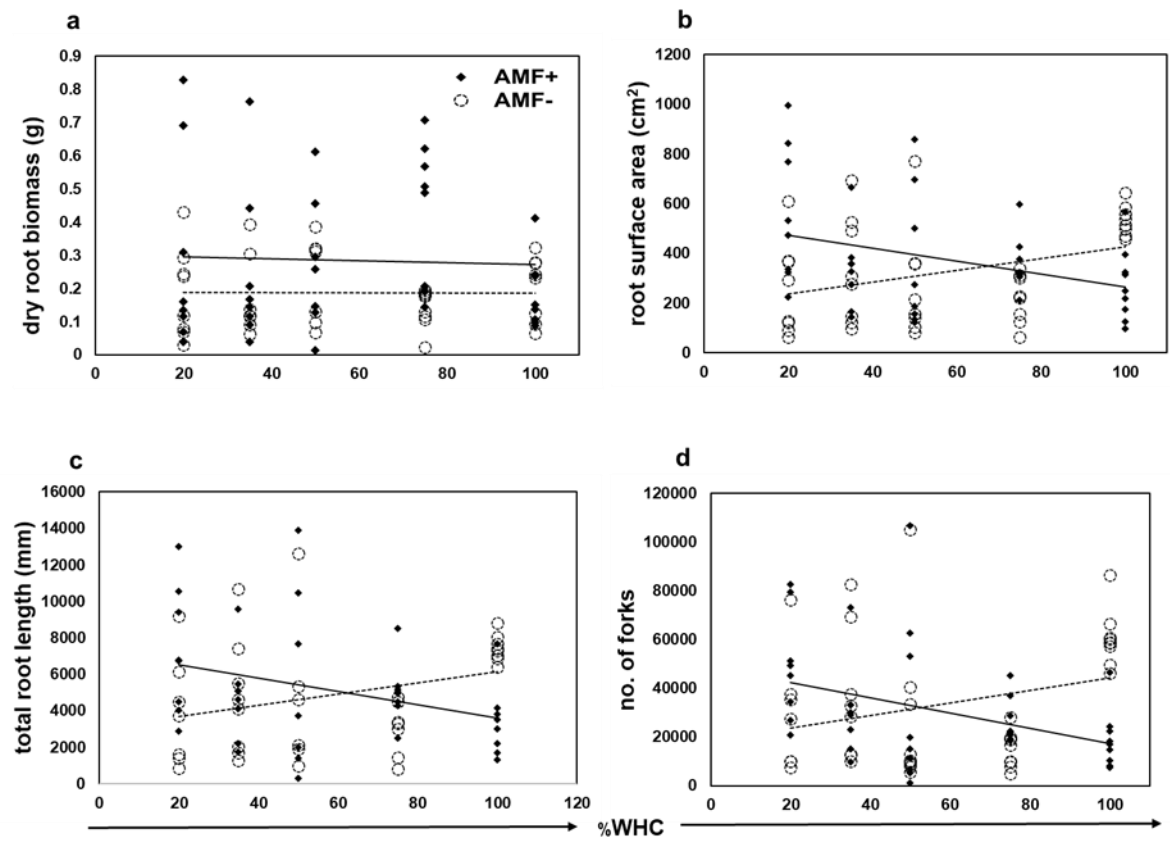 a
dry root biomass (g)
0.9
0.8
0.7
0.6
0.5
0.4
0.3
0.2
0.1
0
0 20 40 60 80 100
AMF+
AMF-
b
root surface area (cm²)
1200
1000
800
600
400
200
0
0 20 40 60 80 100
c
total root length (mm)
16000
14000
12000
10000
8000
6000
4000
2000
0
0 20 40 60 80 100 120
d
no. of forks
120000
100000
80000
60000
40000
20000
0
0 20 40 60 80 100
%WHC